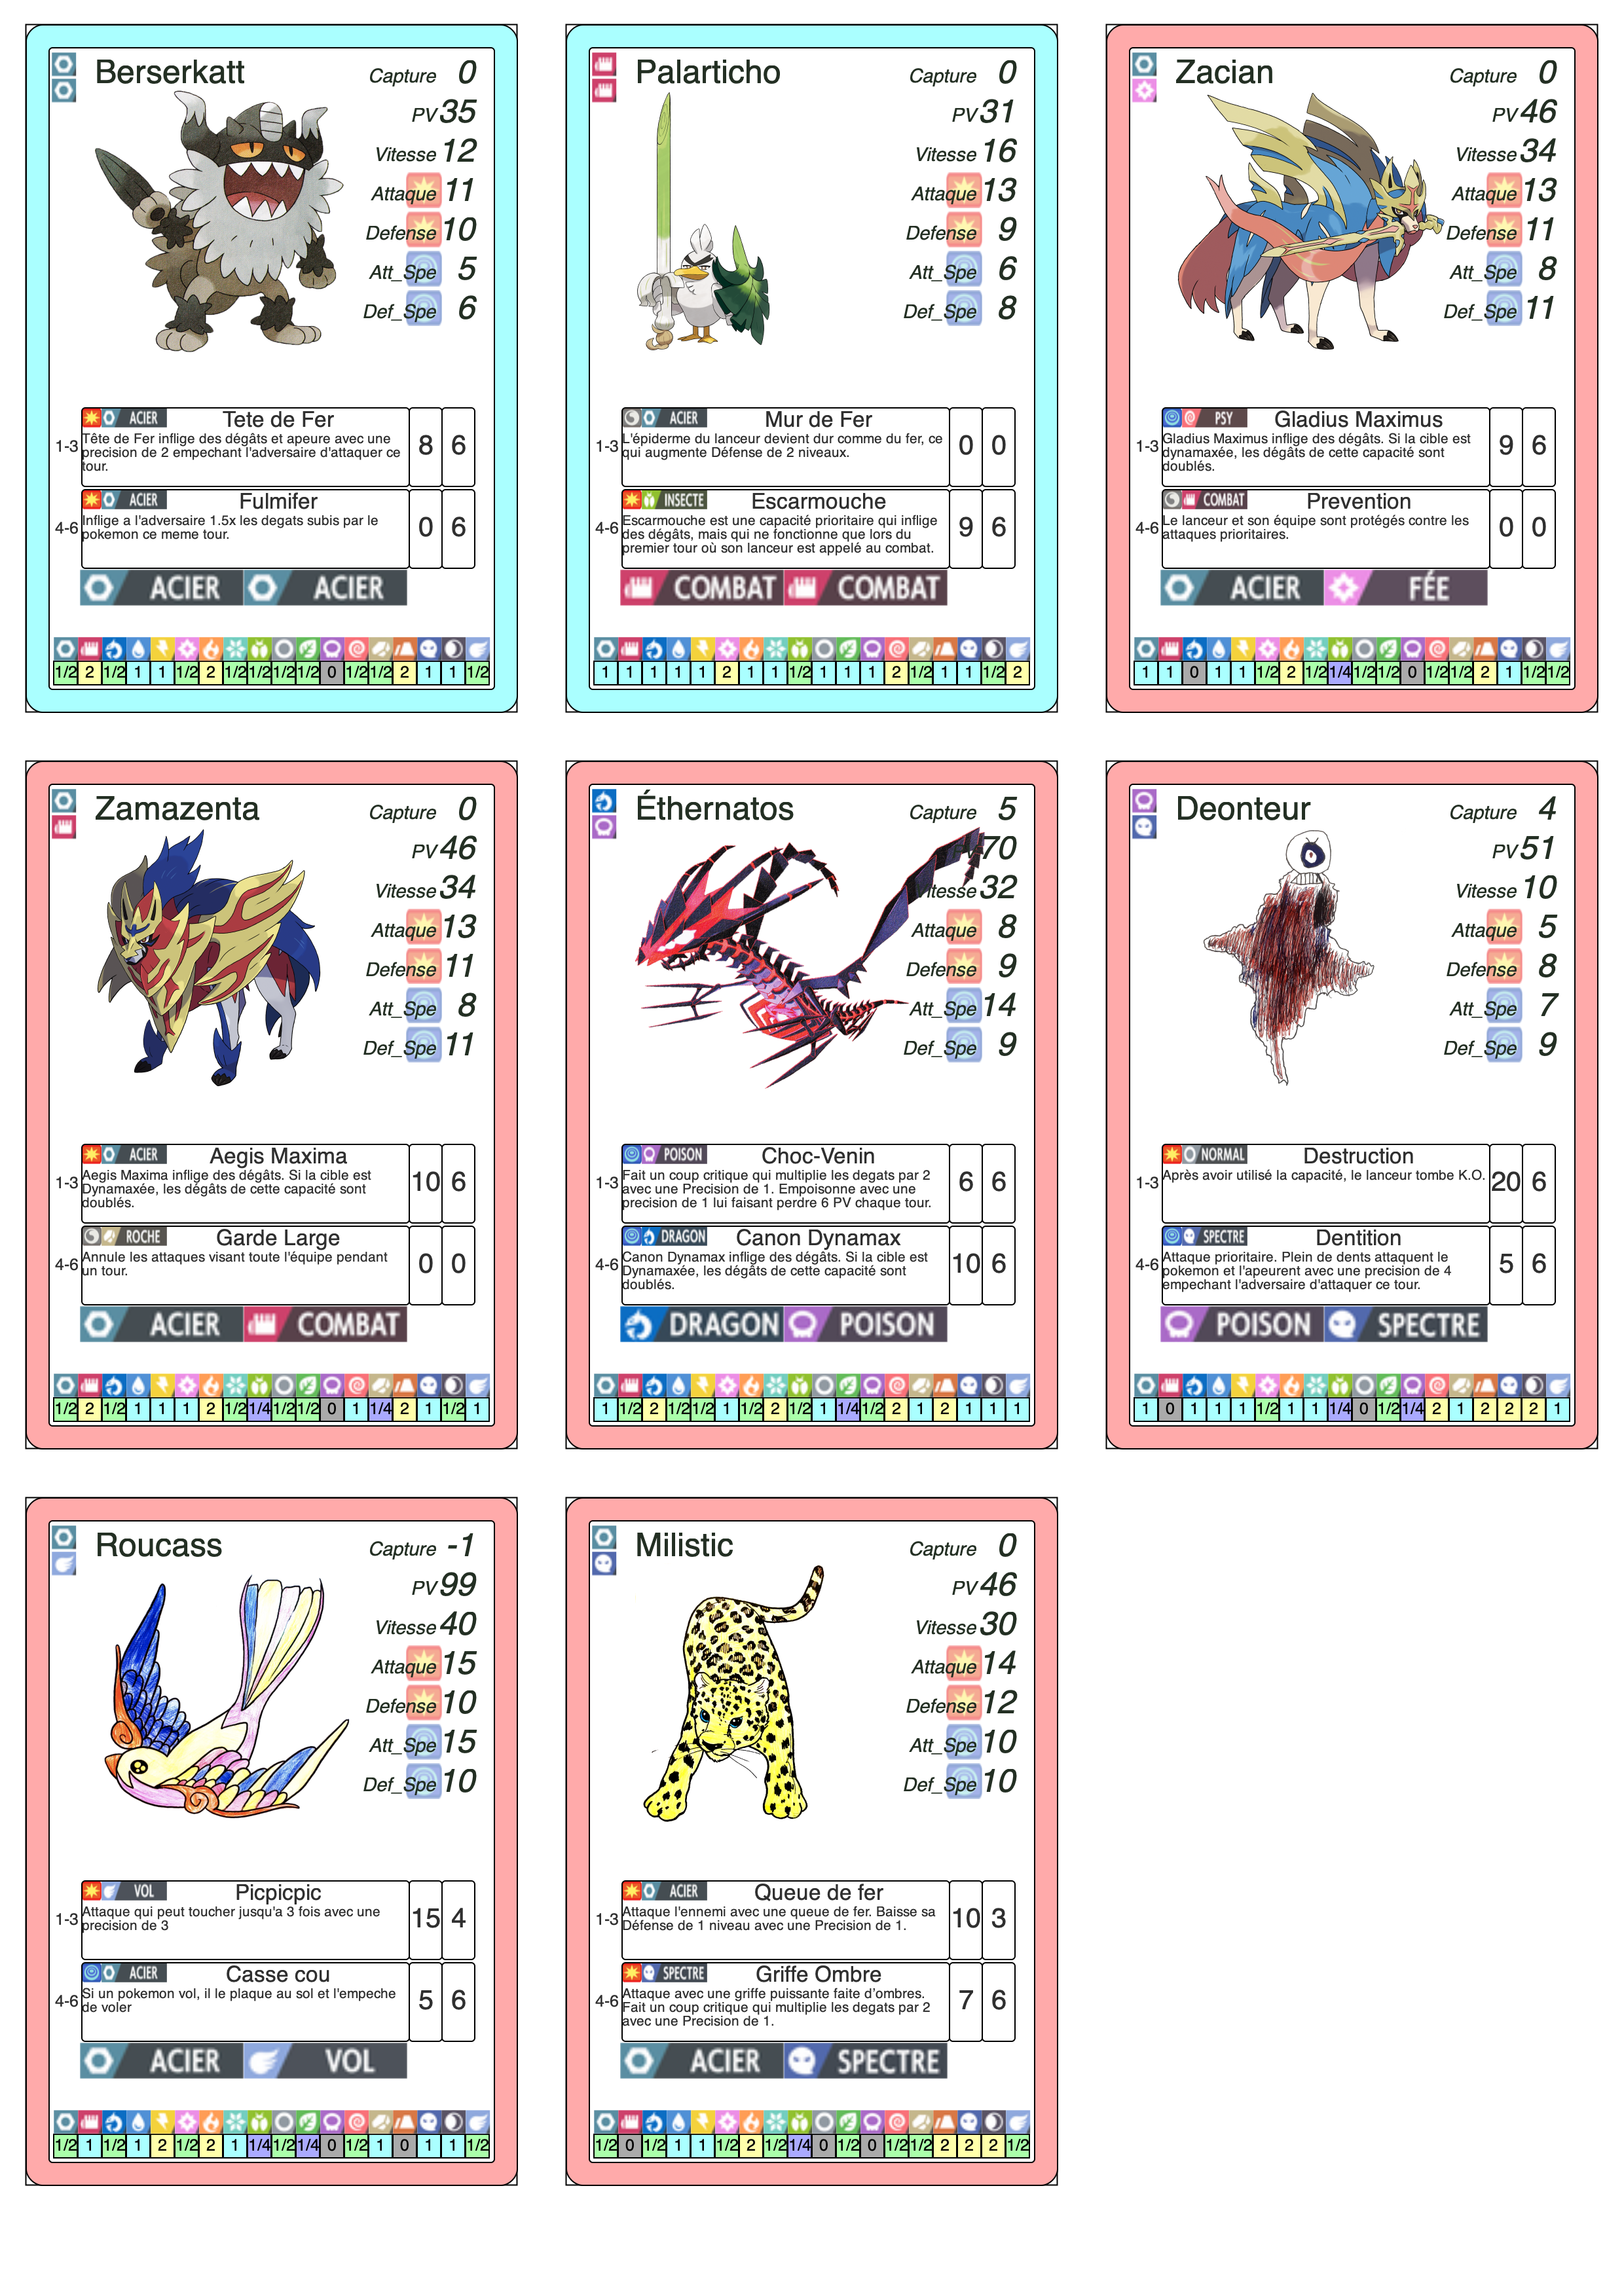 Berserkatt
Capture 0
PV 35
Vitesse 12
Attaque 11
Defense 10
Att_Spe 5
Def_Spe 6
ACIER Tete de Fer
1-3 Tête de Fer inflige des dégâts et apeure avec une 8 6
precision de 2 empechant l'adversaire d'attaquer ce
tour.
ACIER Fulmifer
4-6 Inflige a l'adversaire 1.5x les degats subis par le 0 6
pokemon ce meme tour.
ACIER ACIER
1/2 2 1/2 1 1 1/2 2 1/2 1/2 1/2 1/2 0 1/2 1/2 2 1 1 1/2
Palarticho
Capture 0
PV 31
Vitesse 16
Attaque 13
Defense 9
Att_Spe 6
Def_Spe 8
ACIER Mur de Fer
1-3 L'épiderme du lanceur devient dur comme du fer, ce 0 0
qui augmente Défense de 2 niveaux.
INSECTE Escarmouche
4-6 Escarmouche est une capacité prioritaire qui inflige 9 6
des dégâts, mais qui ne fonctionne que lors du
premier tour où son lanceur est appelé au combat.
COMBAT COMBAT
1 1 1 1 1 2 1 1 1/2 1 1 1 2 1/2 1 1 1/2 2
Zacian
Capture 0
PV 46
Vitesse 34
Attaque 13
Defense 11
Att_Spe 8
Def_Spe 11
PSY Gladius Maximus
1-3 Gladius Maximus inflige des dégâts. Si la cible est 9 6
dynamaxée, les dégâts de cette capacité sont
doublés.
COMBAT Prevention
4-6 Le lanceur et son équipe sont protégés contre les 0 0
attaques prioritaires.
ACIER FÉE
1 1 0 1 1 1/2 2 1/2 1/4 1/2 1/2 0 1/2 1/2 2 1 1/2 1/2
Zamazenta
Capture 0
PV 46
Vitesse 34
Attaque 13
Defense 11
Att_Spe 8
Def_Spe 11
ACIER Aegis Maxima
1-3 Aegis Maxima inflige des dégâts. Si la cible est 10 6
Dynamaxée, les dégâts de cette capacité sont
doublés.
ROCHE Garde Large
4-6 Annule les attaques visant toute l'équipe pendant 0 0
un tour.
ACIER COMBAT
1/2 2 1/2 1 1 1 2 1/2 1/4 1/2 1/2 0 1 1/4 2 1 1/2 1
Éthernatos
Capture 5
PV 70
Vitesse 32
Attaque 8
Defense 9
Att_Spe 14
Def_Spe 9
POISON Choc-Venin
1-3 Fait un coup critique qui multiplie les degats par 2 6 6
avec une Precision de 1. Empoisonne avec une
precision de 1 lui faisant perdre 6 PV chaque tour.
DRAGON Canon Dynamax
4-6 Canon Dynamax inflige des dégâts. Si la cible est 10 6
Dynamaxée, les dégâts de cette capacité sont
doublés.
DRAGON POISON
1 1/2 2 1/2 1/2 1 1/2 2 1/2 1 1/4 1/2 2 1 2 1 1 1
Deonteur
Capture 4
PV 51
Vitesse 10
Attaque 5
Defense 8
Att_Spe 7
Def_Spe 9
NORMAL Destruction
1-3 Après avoir utilisé la capacité, le lanceur tombe K.O. 20 6
SPECTRE Dentition
4-6 Attaque prioritaire. Plein de dents attaquent le 5 6
pokemon et l'apeurent avec une precision de 4
empechant l'adversaire d'attaquer ce tour.
POISON SPECTRE
1 0 1 1 1 1/2 1 1 1/4 0 1/2 1/4 2 1 2 2 2 1
Roucass
Capture -1
PV 99
Vitesse 40
Attaque 15
Defense 10
Att_Spe 15
Def_Spe 10
VOL Picpicpic
1-3 Attaque qui peut toucher jusqu'a 3 fois avec une 15 4
precision de 3
ACIER Casse cou
4-6 Si un pokemon vol, il le plaque au sol et l'empeche 5 6
de voler
ACIER VOL
1/2 1 1/2 1 2 1/2 2 1 1/4 1/2 1/4 0 1/2 1 0 1 1 1/2
Milistic
Capture 0
PV 46
Vitesse 30
Attaque 14
Defense 12
Att_Spe 10
Def_Spe 10
ACIER Queue de fer
1-3 Attaque l'ennemi avec une queue de fer. Baisse sa 10 3
Défense de 1 niveau avec une Precision de 1.
SPECTRE Griffe Ombre
4-6 Attaque avec une griffe puissante faite d'ombres. 7 6
Fait un coup critique qui multiplie les degats par 2
avec une Precision de 1.
ACIER SPECTRE
1/2 0 1/2 1 1 1/2 2 1/2 1/4 0 1/2 0 1/2 1/2 2 2 2 1/2